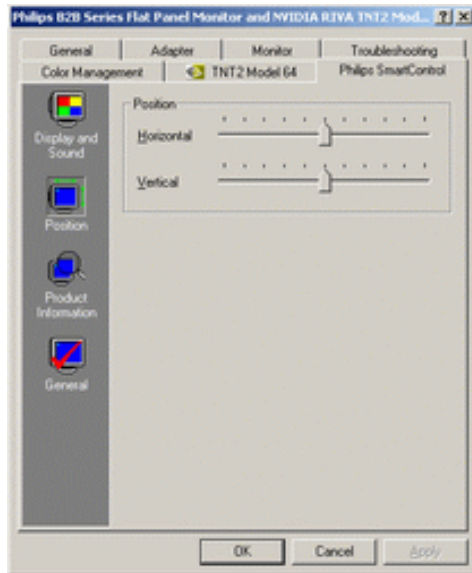 Philips B2B Series Flat Panel Monitor and NVIDIA RIVA TNT2 Mod...
General Adapter Monitor Troubleshooting
Color Management TNT2 Model 64 Philips SmartControl
Display and
Sound
Position
Product
Information
General
Position
Horizontal
Vertical
OK Cancel Apply